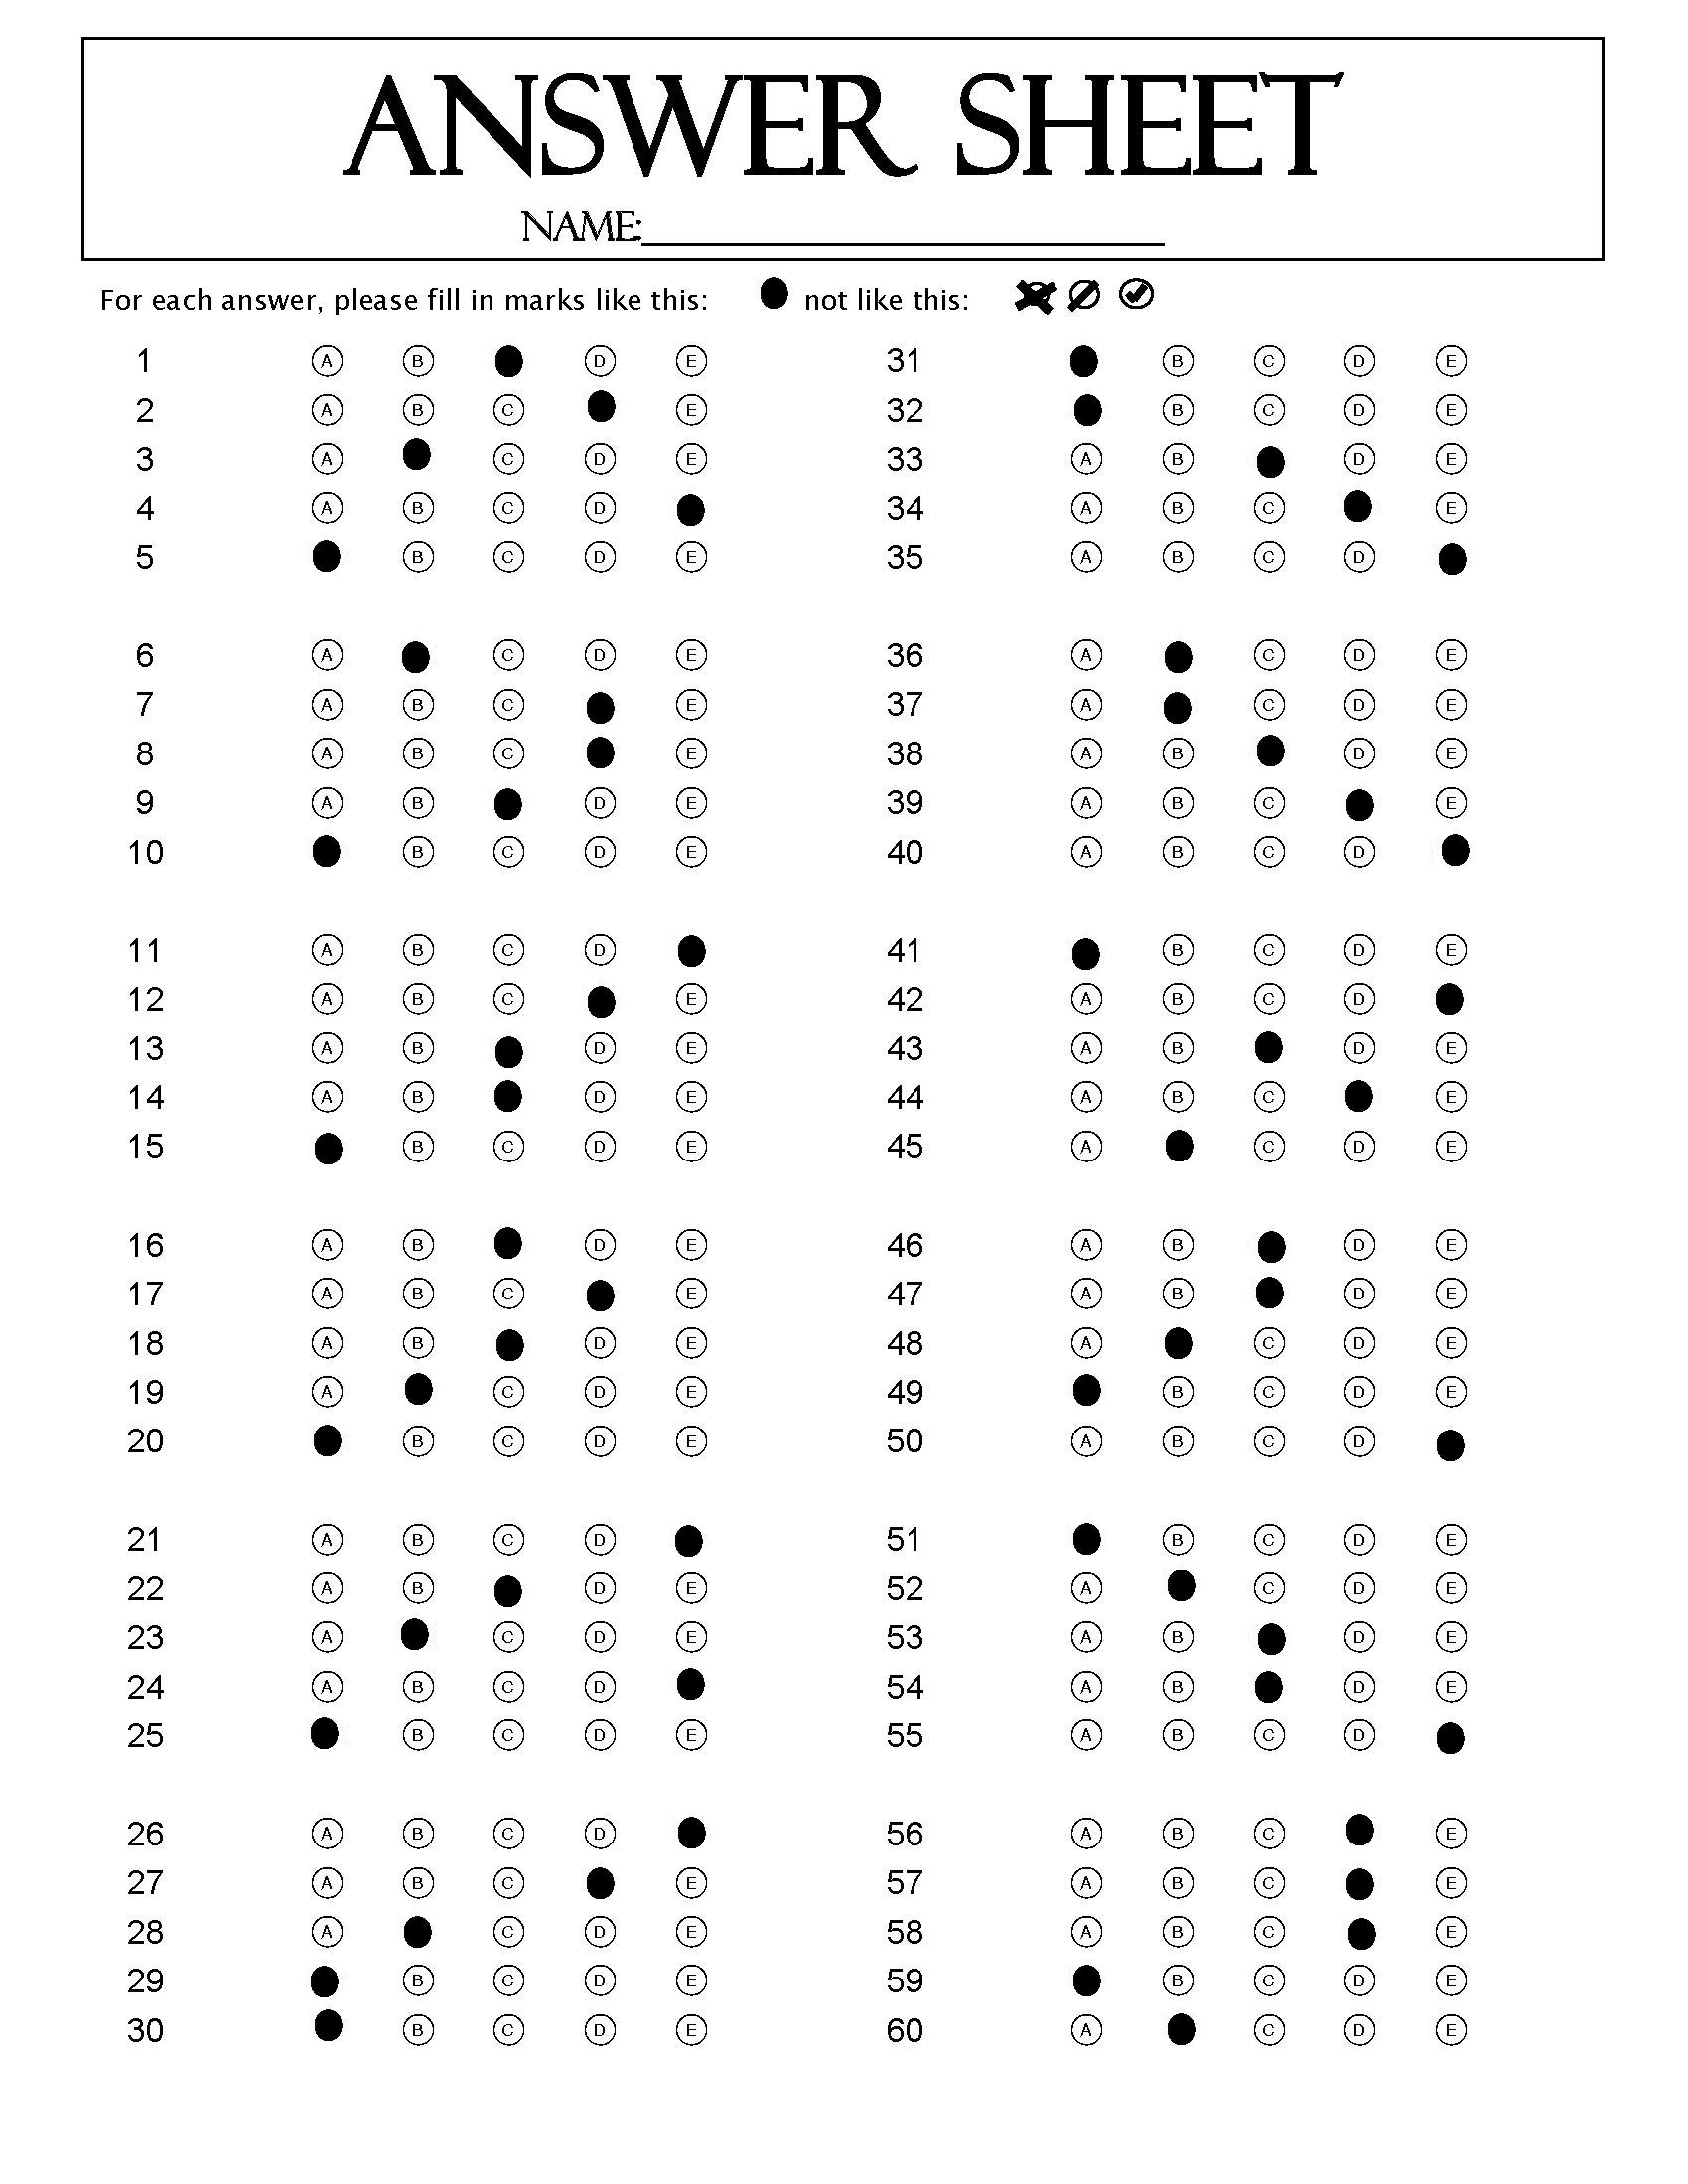 ANSWER SHEET
NAME:
For each answer, please fill in marks like this: not like this:
1 A B D E
2 A B C E
3 A C D E
4 A B C D
5 B C D E
6 A C D E
7 A B C E
8 A B C E
9 A B D E
10 B C D E
11 A B C D
12 A B C E
13 A B D E
14 A B D E
15 B C D E
16 A B D E
17 A B C E
18 A B D E
19 A C D E
20 B C D E
21 A B C D
22 A B D E
23 A C D E
24 A B C D
25 B C D E
26 A B C D
27 A B C E
28 A C D E
29 B C D E
30 B C D E
31 B C D E
32 B C D E
33 A B D E
34 A B C E
35 A B C D
36 A C D E
37 A C D E
38 A B D E
39 A B C E
40 A B C D
41 B C D E
42 A B C D
43 A B D E
44 A B C E
45 A C D E
46 A B D E
47 A B D E
48 A C D E
49 B C D E
50 A B C D
51 B C D E
52 A C D E
53 A B D E
54 A B D E
55 A B C D
56 A B C E
57 A B C E
58 A B C E
59 B C D E
60 A C D E